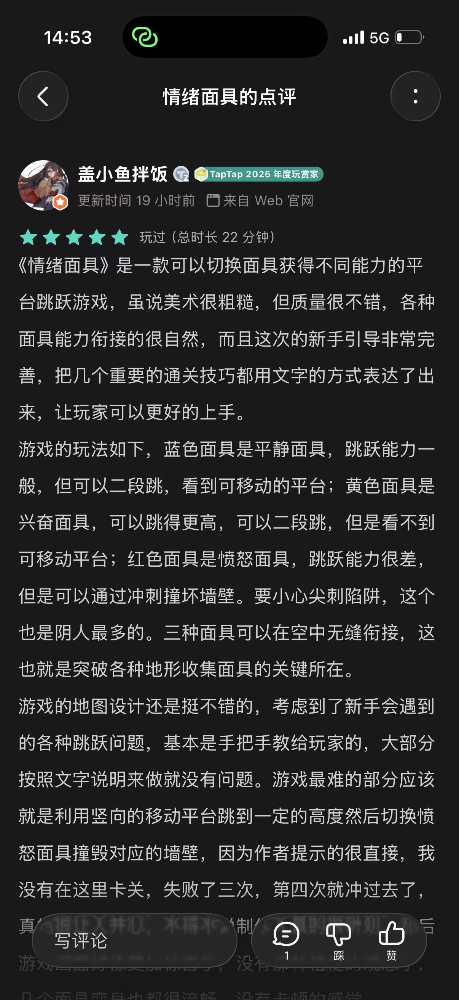 14:53
5G
情绪面具的点评
盖小鱼拌饭 TapTap 2025 年度玩赏家
更新时间 19 小时前 来自 Web 官网
玩过（总时长 22 分钟）
《情绪面具》是一款可以切换面具获得不同能力的平
台跳跃游戏，虽说美术很粗糙，但质量很不错，各种
面具能力衔接的很自然，而且这次的新手引导非常完
善，把几个重要的通关技巧都用文字的方式表达了出
来，让玩家可以更好的上手。
游戏的玩法如下，蓝色面具是平静面具，跳跃能力一
般，但可以二段跳，看到可移动的平台；黄色面具是
兴奋面具，可以跳得更高，可以二段跳，但是看不到
可移动平台；红色面具是愤怒面具，跳跃能力很差，
但是可以通过冲刺撞坏墙壁。要小心尖刺陷阱，这个
也是阴人最多的。三种面具可以在空中无缝衔接，这
也就是突破各种地形收集面具的关键所在。
游戏的地图设计还是挺不错的，考虑到了新手会遇到
的各种跳跃问题，基本是手把手教给玩家的，大部分
按照文字说明来做就没有问题。游戏最难的部分应该
就是利用竖向的移动平台跳到一定的高度然后切换愤
怒面具撞毁对应的墙壁，因为作者提示的很直接，我
没有在这里卡关，失败了三次，第四次就冲过去了，
真 制 后
写评论
1 踩 赞
游戏 没有
几个面具变身也都很流畅，没有卡顿的感觉